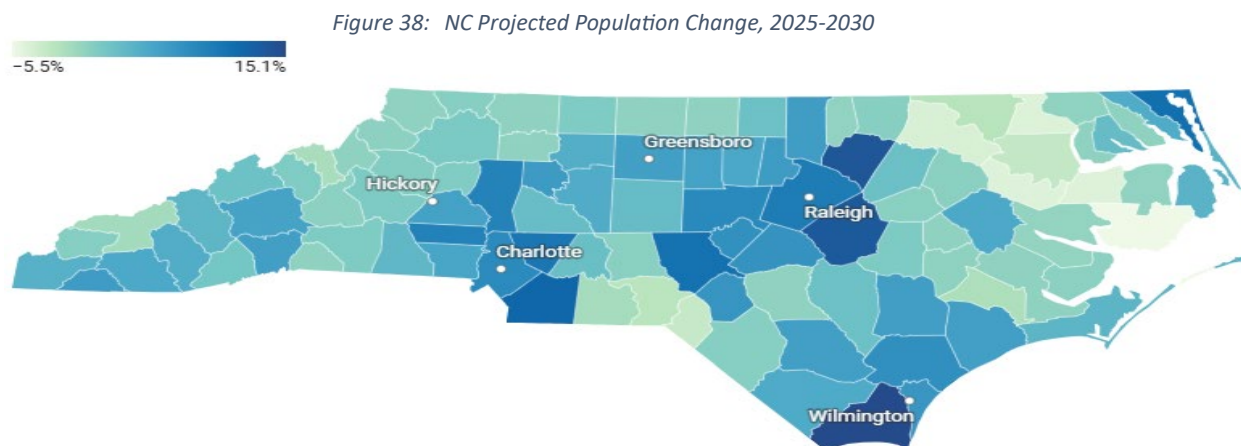 Figure 38: NC Projected Population Change, 2025-2030
−5.5% 15.1%
Greensboro
Hickory
Raleigh
Charlotte
Wilmington